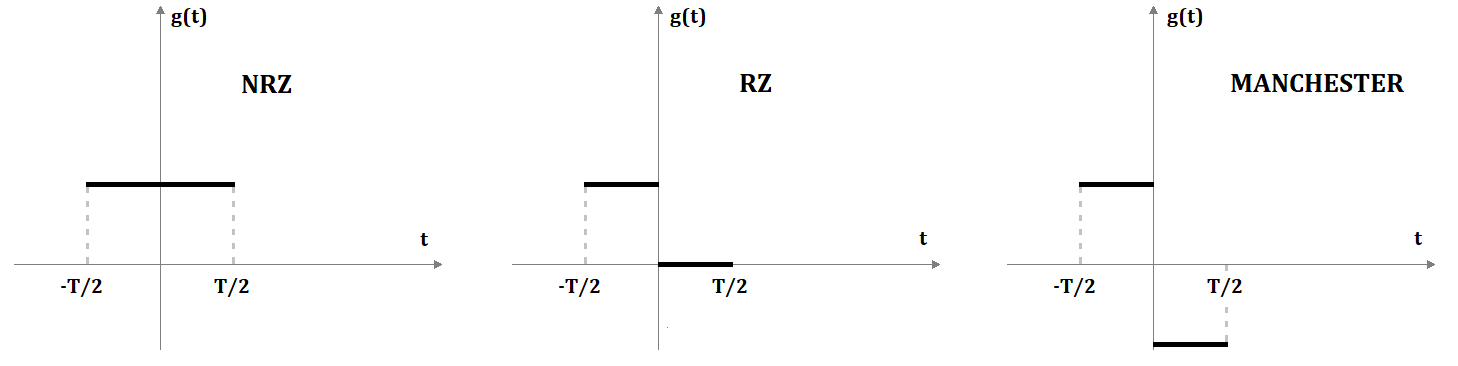 g(t)
NRZ
t
-T/2
T/2
g(t)
RZ
t
-T/2
T/2
g(t)
MANCHESTER
t
-T/2
T/2